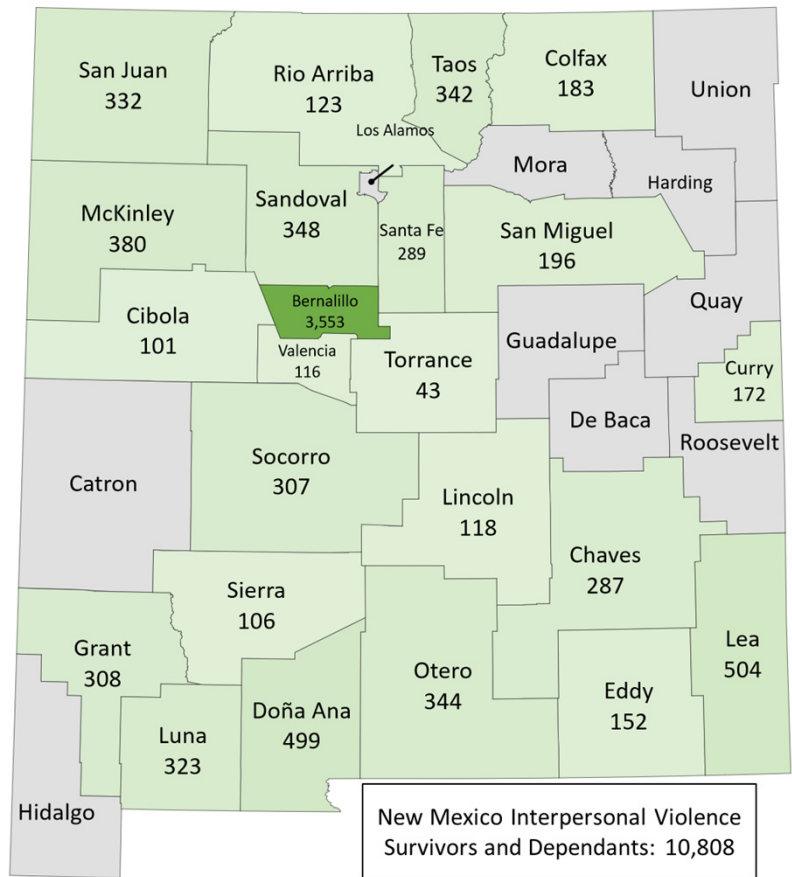 San Juan
332
Rio Arriba
123
Taos
342
Colfax
183
Union
Los Alamos
Mora
Harding
McKinley
380
Sandoval
348
Santa Fe
289
San Miguel
196
Quay
Cibola
101
Bernalillo
3,553
Valencia
116
Torrance
43
Guadalupe
Curry
172
De Baca
Roosevelt
Catron
Socorro
307
Lincoln
118
Chaves
287
Sierra
106
Grant
308
Lea
504
Otero
344
Eddy
152
Doña Ana
499
Luna
323
Hidalgo
New Mexico Interpersonal Violence
Survivors and Dependants: 10,808